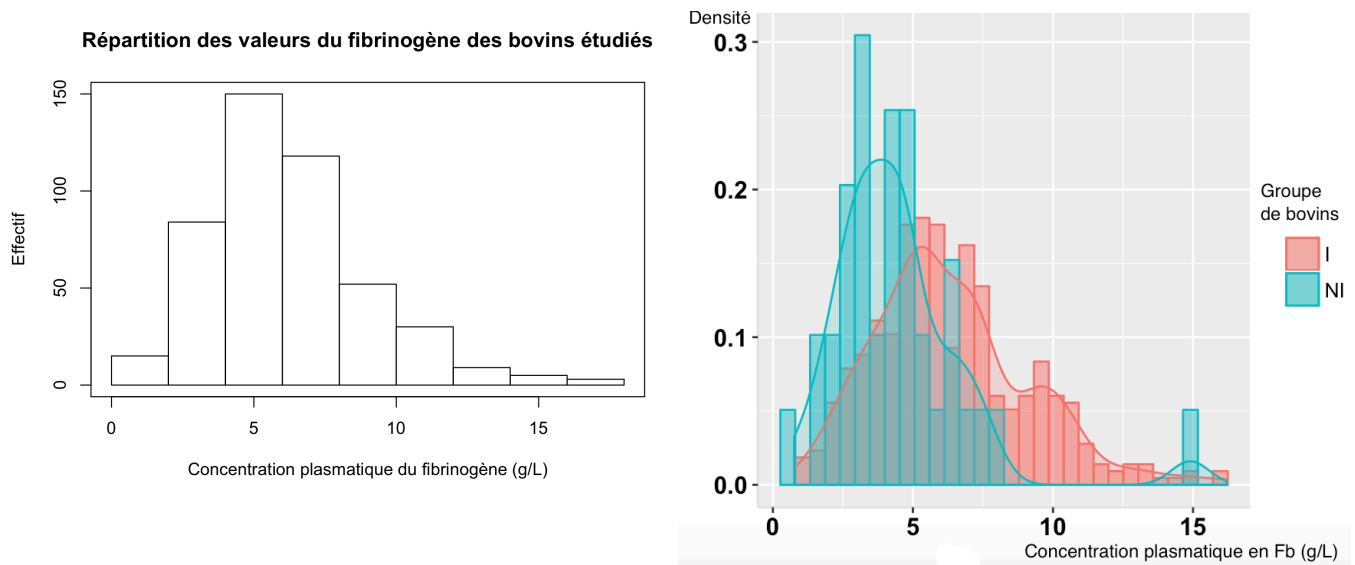 Répartition des valeurs du fibrinogène des bovins étudiés
Effectif
150
100
50
0
0 5 10 15
Concentration plasmatique du fibrinogène (g/L)
Densité
0.3
0.2
0.1
0.0
0 5 10 15
Concentration plasmatique en Fb (g/L)
Groupe
de bovins
I
NI